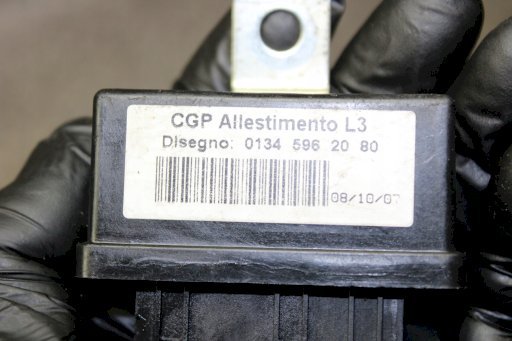 CGP Allestimento L3
Disegno: 0134 596 20 80
08/10/07